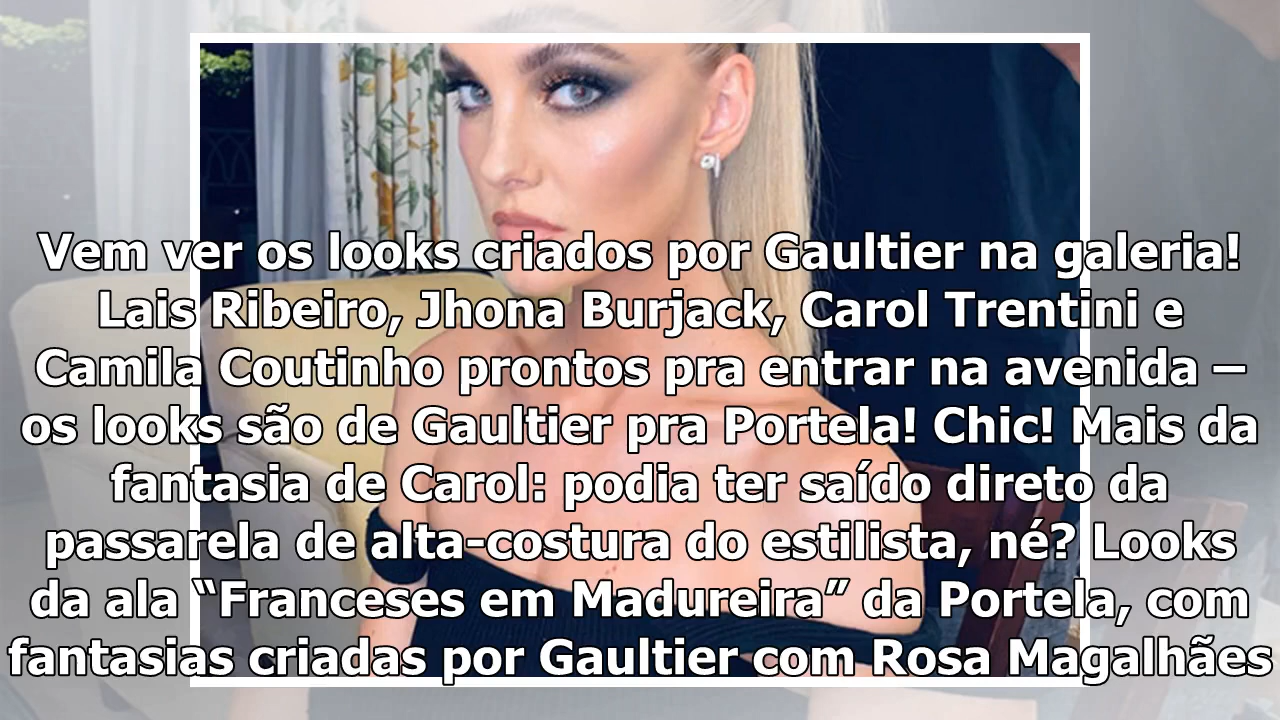 Vem ver os looks criados por Gaultier na galeria!
Lais Ribeiro, Jhona Burjack, Carol Trentini e
Camila Coutinho prontos pra entrar na avenida –
os looks são de Gaultier pra Portela! Chic! Mais da
fantasia de Carol: podia ter saído direto da
passarela de alta-costura do estilista, né? Looks
da ala “Franceses em Madureira” da Portela, com
fantasias criadas por Gaultier com Rosa Magalhães